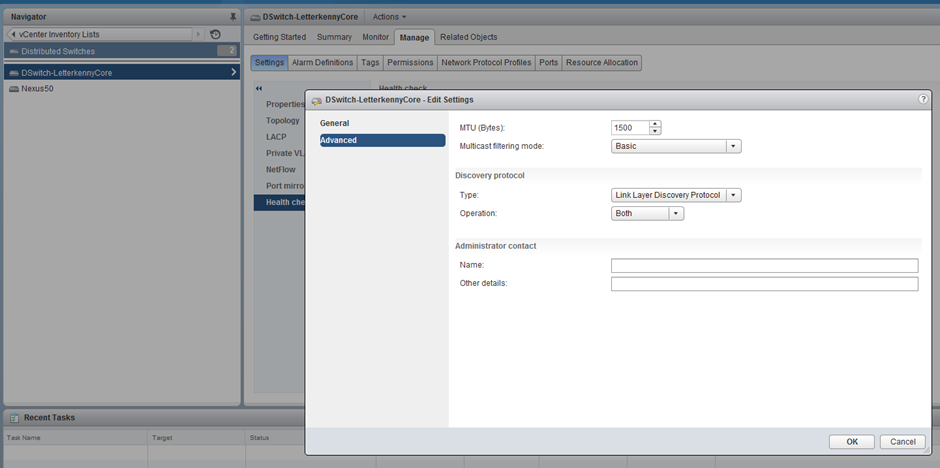 Navigator
vCenter Inventory Lists
Distributed Switches 2
DSwitch-LetterkennyCore
Nexus50
DSwitch-LetterkennyCore Actions
Getting Started Summary Monitor Manage Related Objects
Settings Alarm Definitions Tags Permissions Network Protocol Profiles Ports Resource Allocation
Health check
Properties
Topology
LACP
Private VL
NetFlow
Port mirro
Health che
DSwitch-LetterkennyCore - Edit Settings ?
General
Advanced
MTU (Bytes): 1500
Multicast filtering mode: Basic
Discovery protocol
Type: Link Layer Discovery Protocol
Operation: Both
Administrator contact
Name:
Other details:
OK Cancel
Recent Tasks
Task Name Target Status